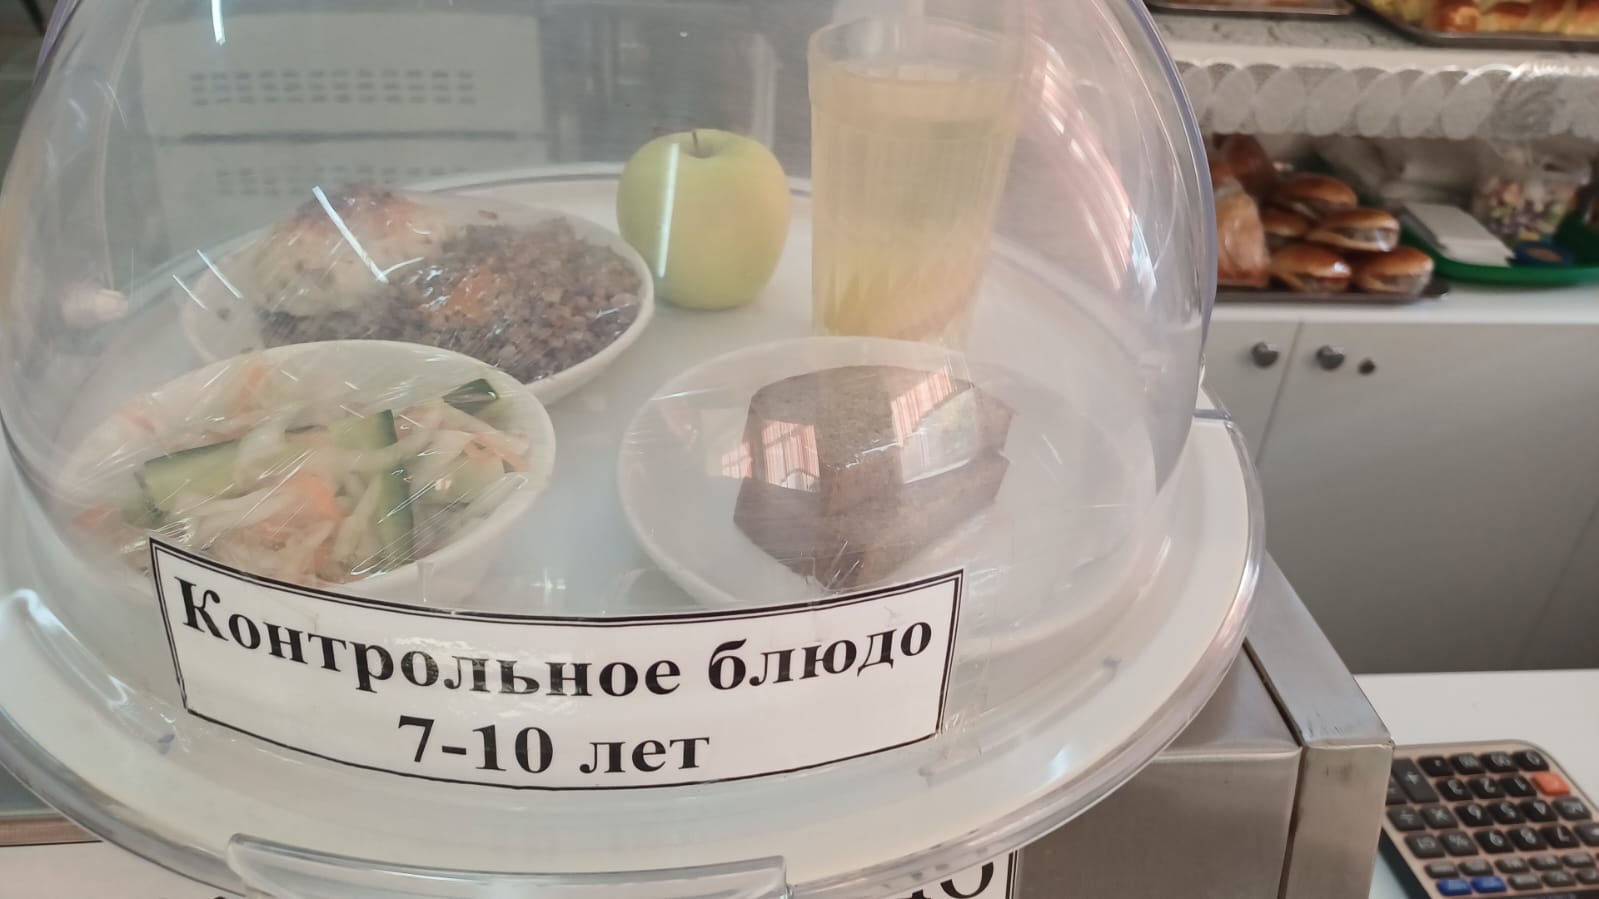 Контрольное блюдо
7-10 лет